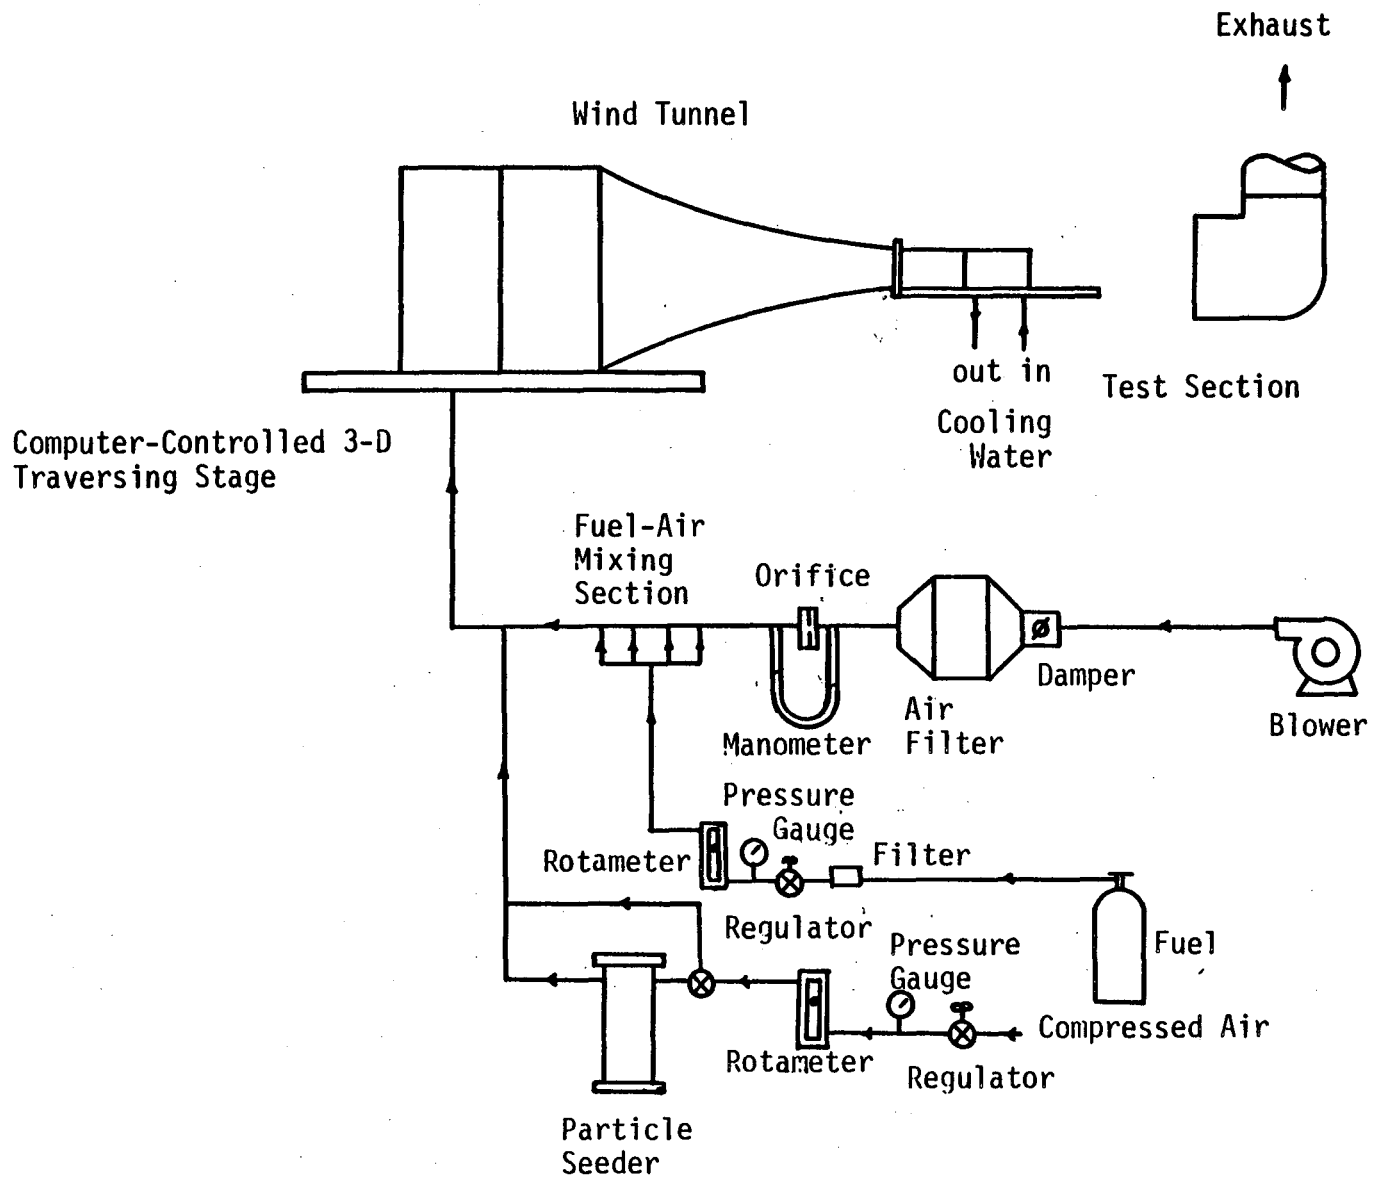 Exhaust
Wind Tunnel
out in
Cooling
Water
Test Section
Computer-Controlled 3-D
Traversing Stage
Fuel-Air
Mixing
Section
Orifice
Damper
Air
Filter
Manometer
Blower
Pressure
Gauge
Rotameter
Filter
Regulator
Fuel
Pressure
Gauge
Compressed Air
Rotameter
Regulator
Particle
Seeder